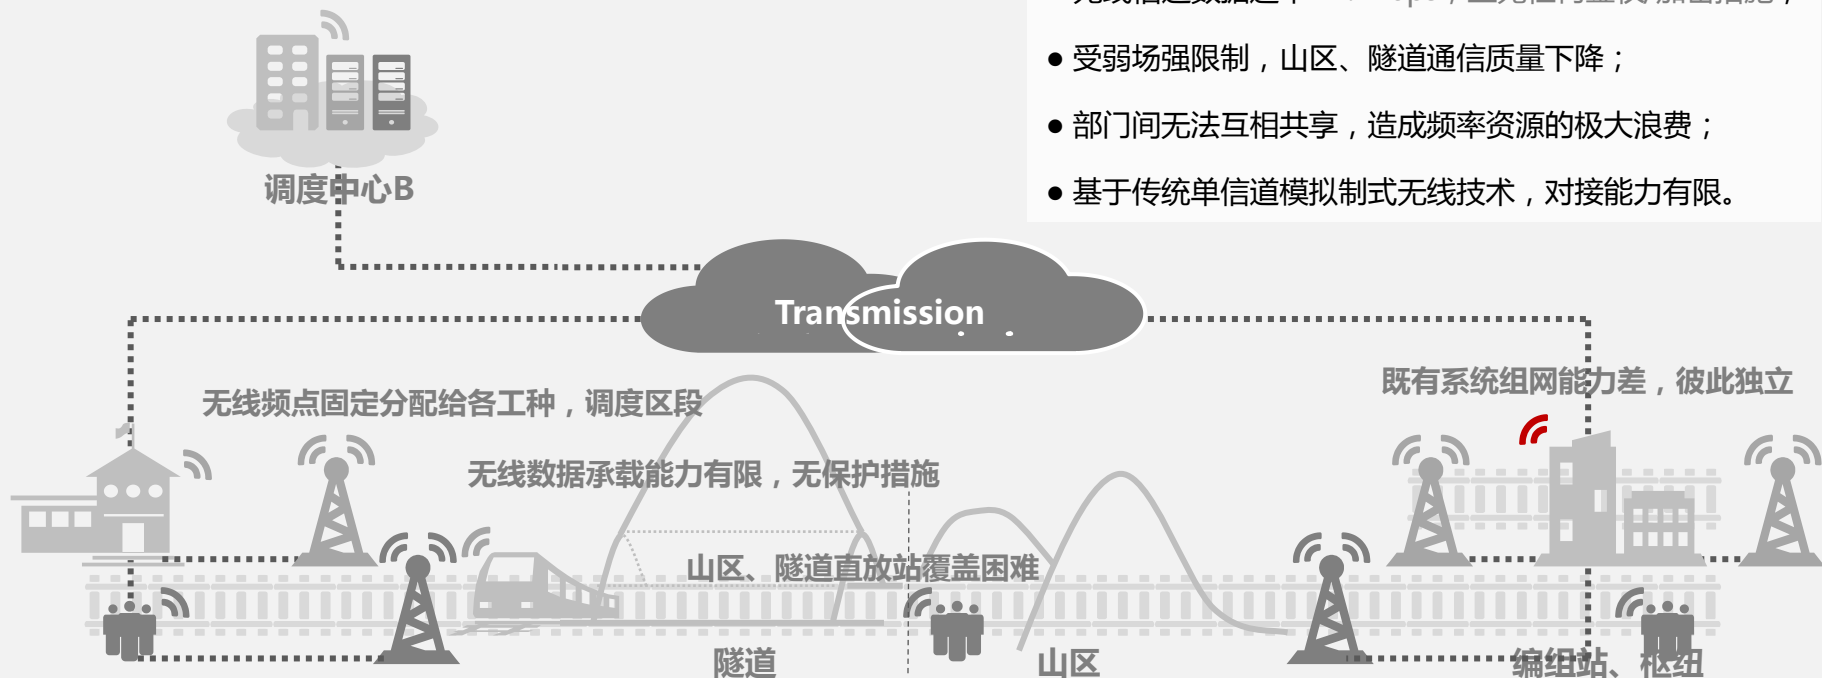 ● 受弱场强限制，山区、隧道通信质量下降；
● 部门间无法互相共享，造成频率资源的极大浪费；
● 基于传统单信道模拟制式无线技术，对接能力有限。
调度中心B
Transmission
无线频点固定分配给各工种，调度区段
既有系统组网能力差，彼此独立
无线数据承载能力有限，无保护措施
山区、隧道直放站覆盖困难
隧道
山区
编组站、枢纽